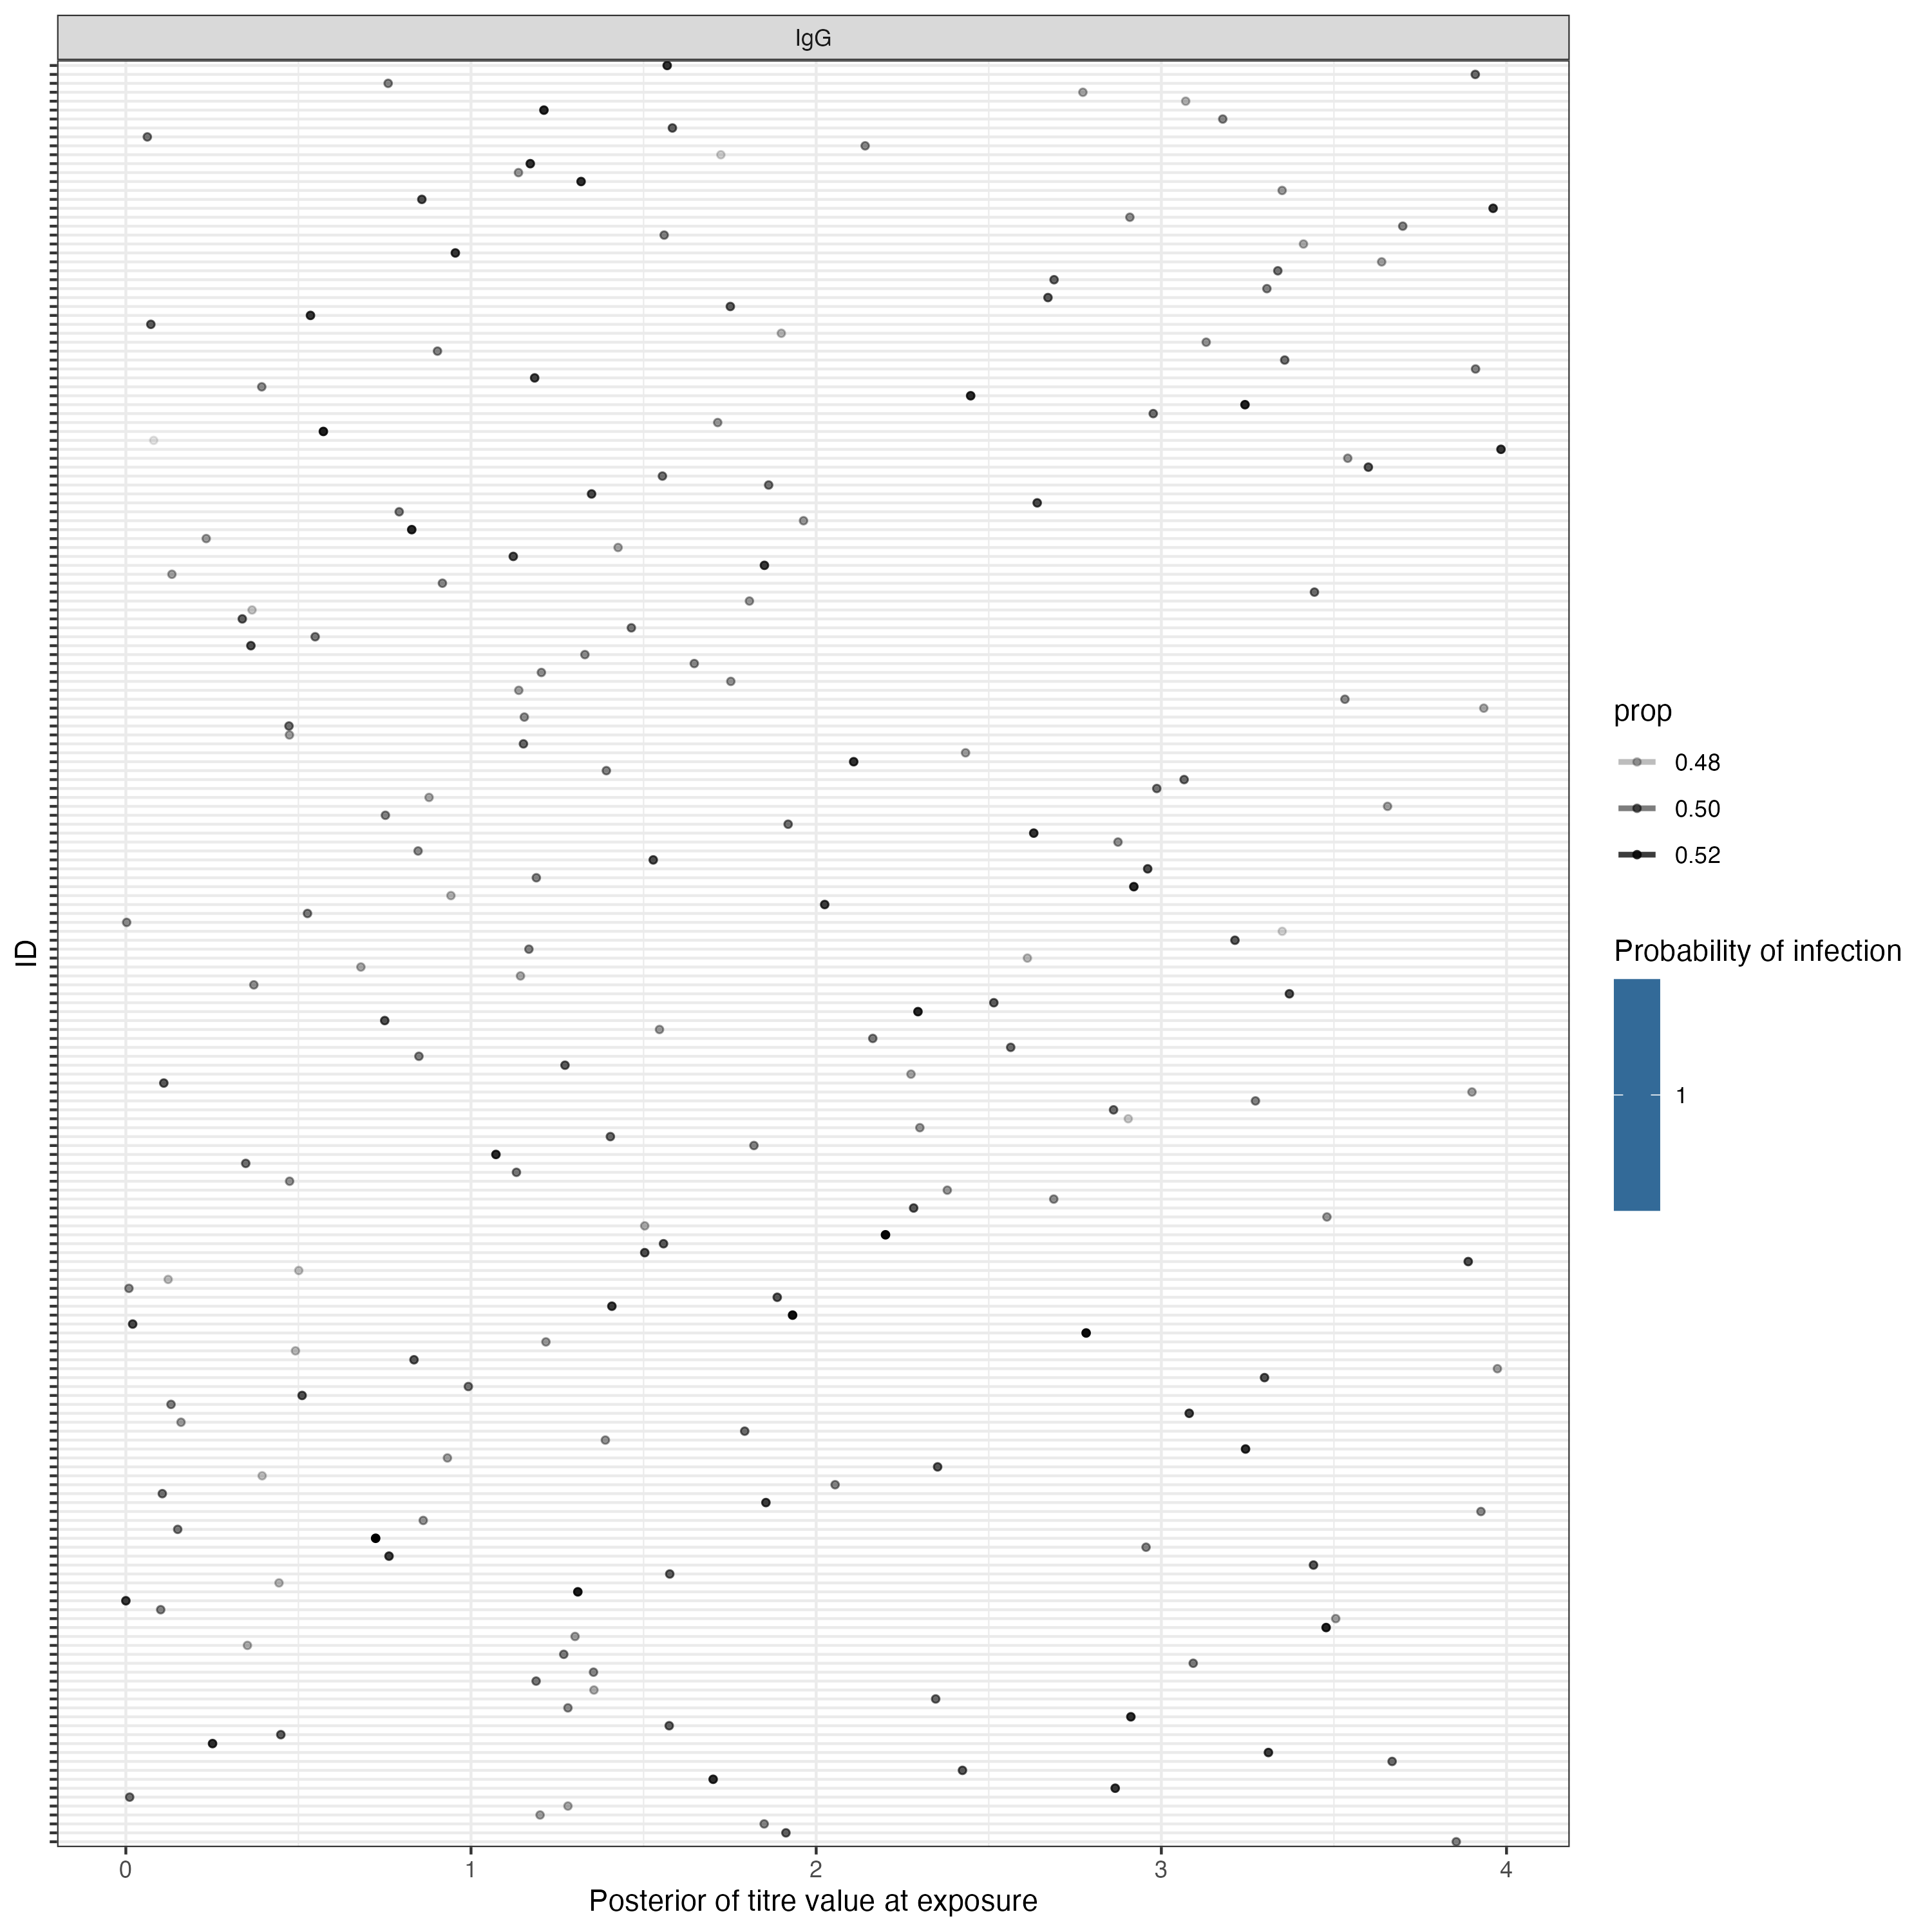 IgG
ID
0 1 2 3 4
Posterior of titre value at exposure
prop
0.48
0.50
0.52
Probability of infection
1